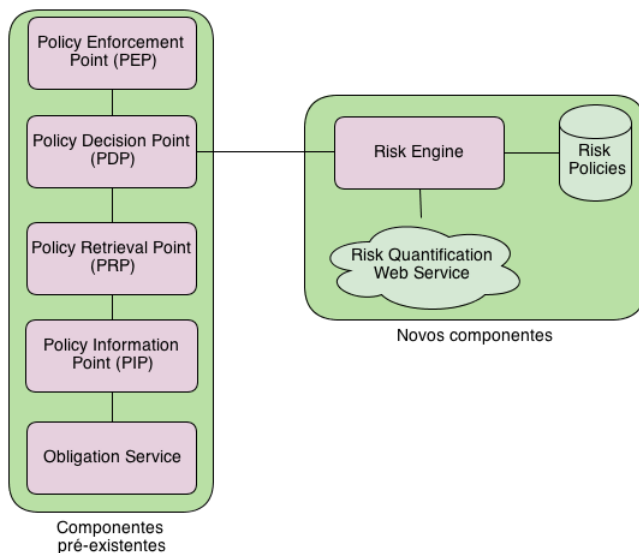 Policy Enforcement
Point (PEP)
Policy Decision Point
(PDP)
Policy Retrieval Point
(PRP)
Policy Information
Point (PIP)
Obligation Service
Componentes
pré-existentes
Risk Engine
Risk
Policies
Risk Quantification
Web Service
Novos componentes